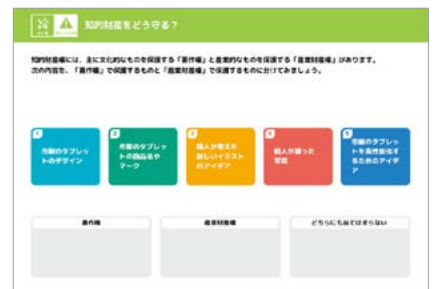 知的財産をどう守る？
知的財産権には、主に文化的なものを保護する「著作権」と産業的なものを保護する「産業財産権」があります。
次の内容を、「著作権」で保護するものと「産業財産権」で保護するものに分けてみましょう。
1
市販のタブレッ
トのデザイン
2
市販のタブレッ
トの商品名や
マーク
3
個人が考えた
新しいイラスト
のアイデア
4
個人が撮った
写真
5
市販のタブレッ
トを高性能化す
るためのアイデ
ア
著作権
産業財産権
どちらにも当てはまらない